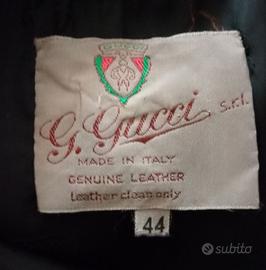 G. Gucci s.r.l.
MADE IN ITALY
GENUINE LEATHER
Leather clean only
44
subito